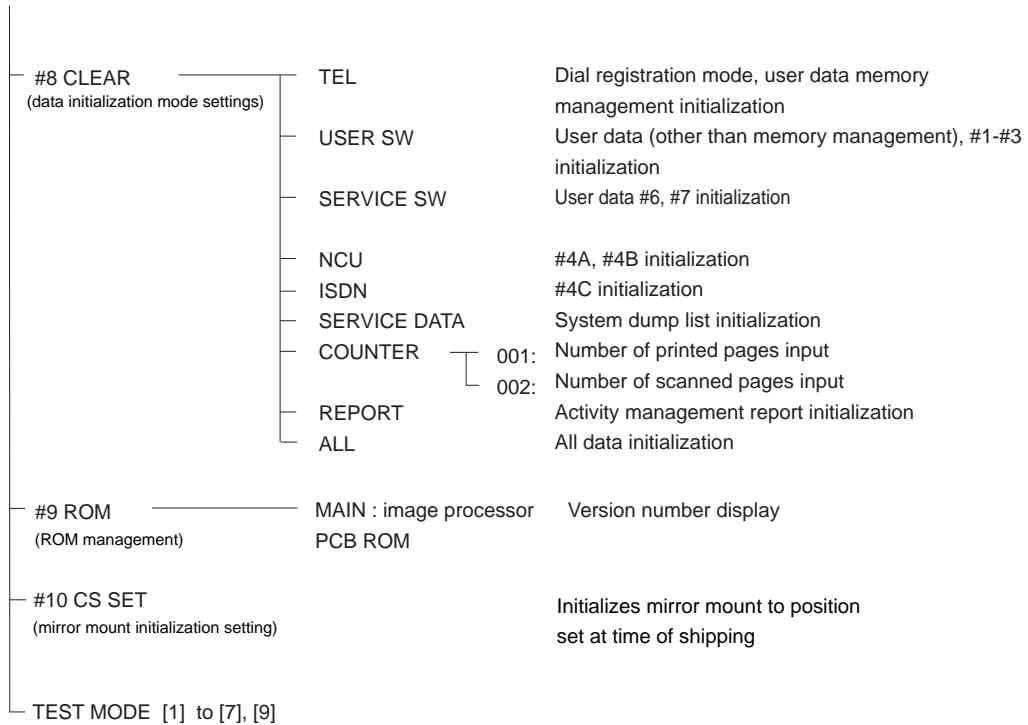 #8 CLEAR TEL Dial registration mode, user data memory
(data initialization mode settings) management initialization
USER SW User data (other than memory management), #1-#3
initialization
SERVICE SW User data #6, #7 initialization
NCU #4A, #4B initialization
ISDN #4C initialization
SERVICE DATA System dump list initialization
COUNTER 001: Number of printed pages input
002: Number of scanned pages input
REPORT Activity management report initialization
ALL All data initialization
#9 ROM MAIN : image processor Version number display
(ROM management) PCB ROM
#10 CS SET Initializes mirror mount to position
(mirror mount initialization setting) set at time of shipping
TEST MODE [1] to [7], [9]